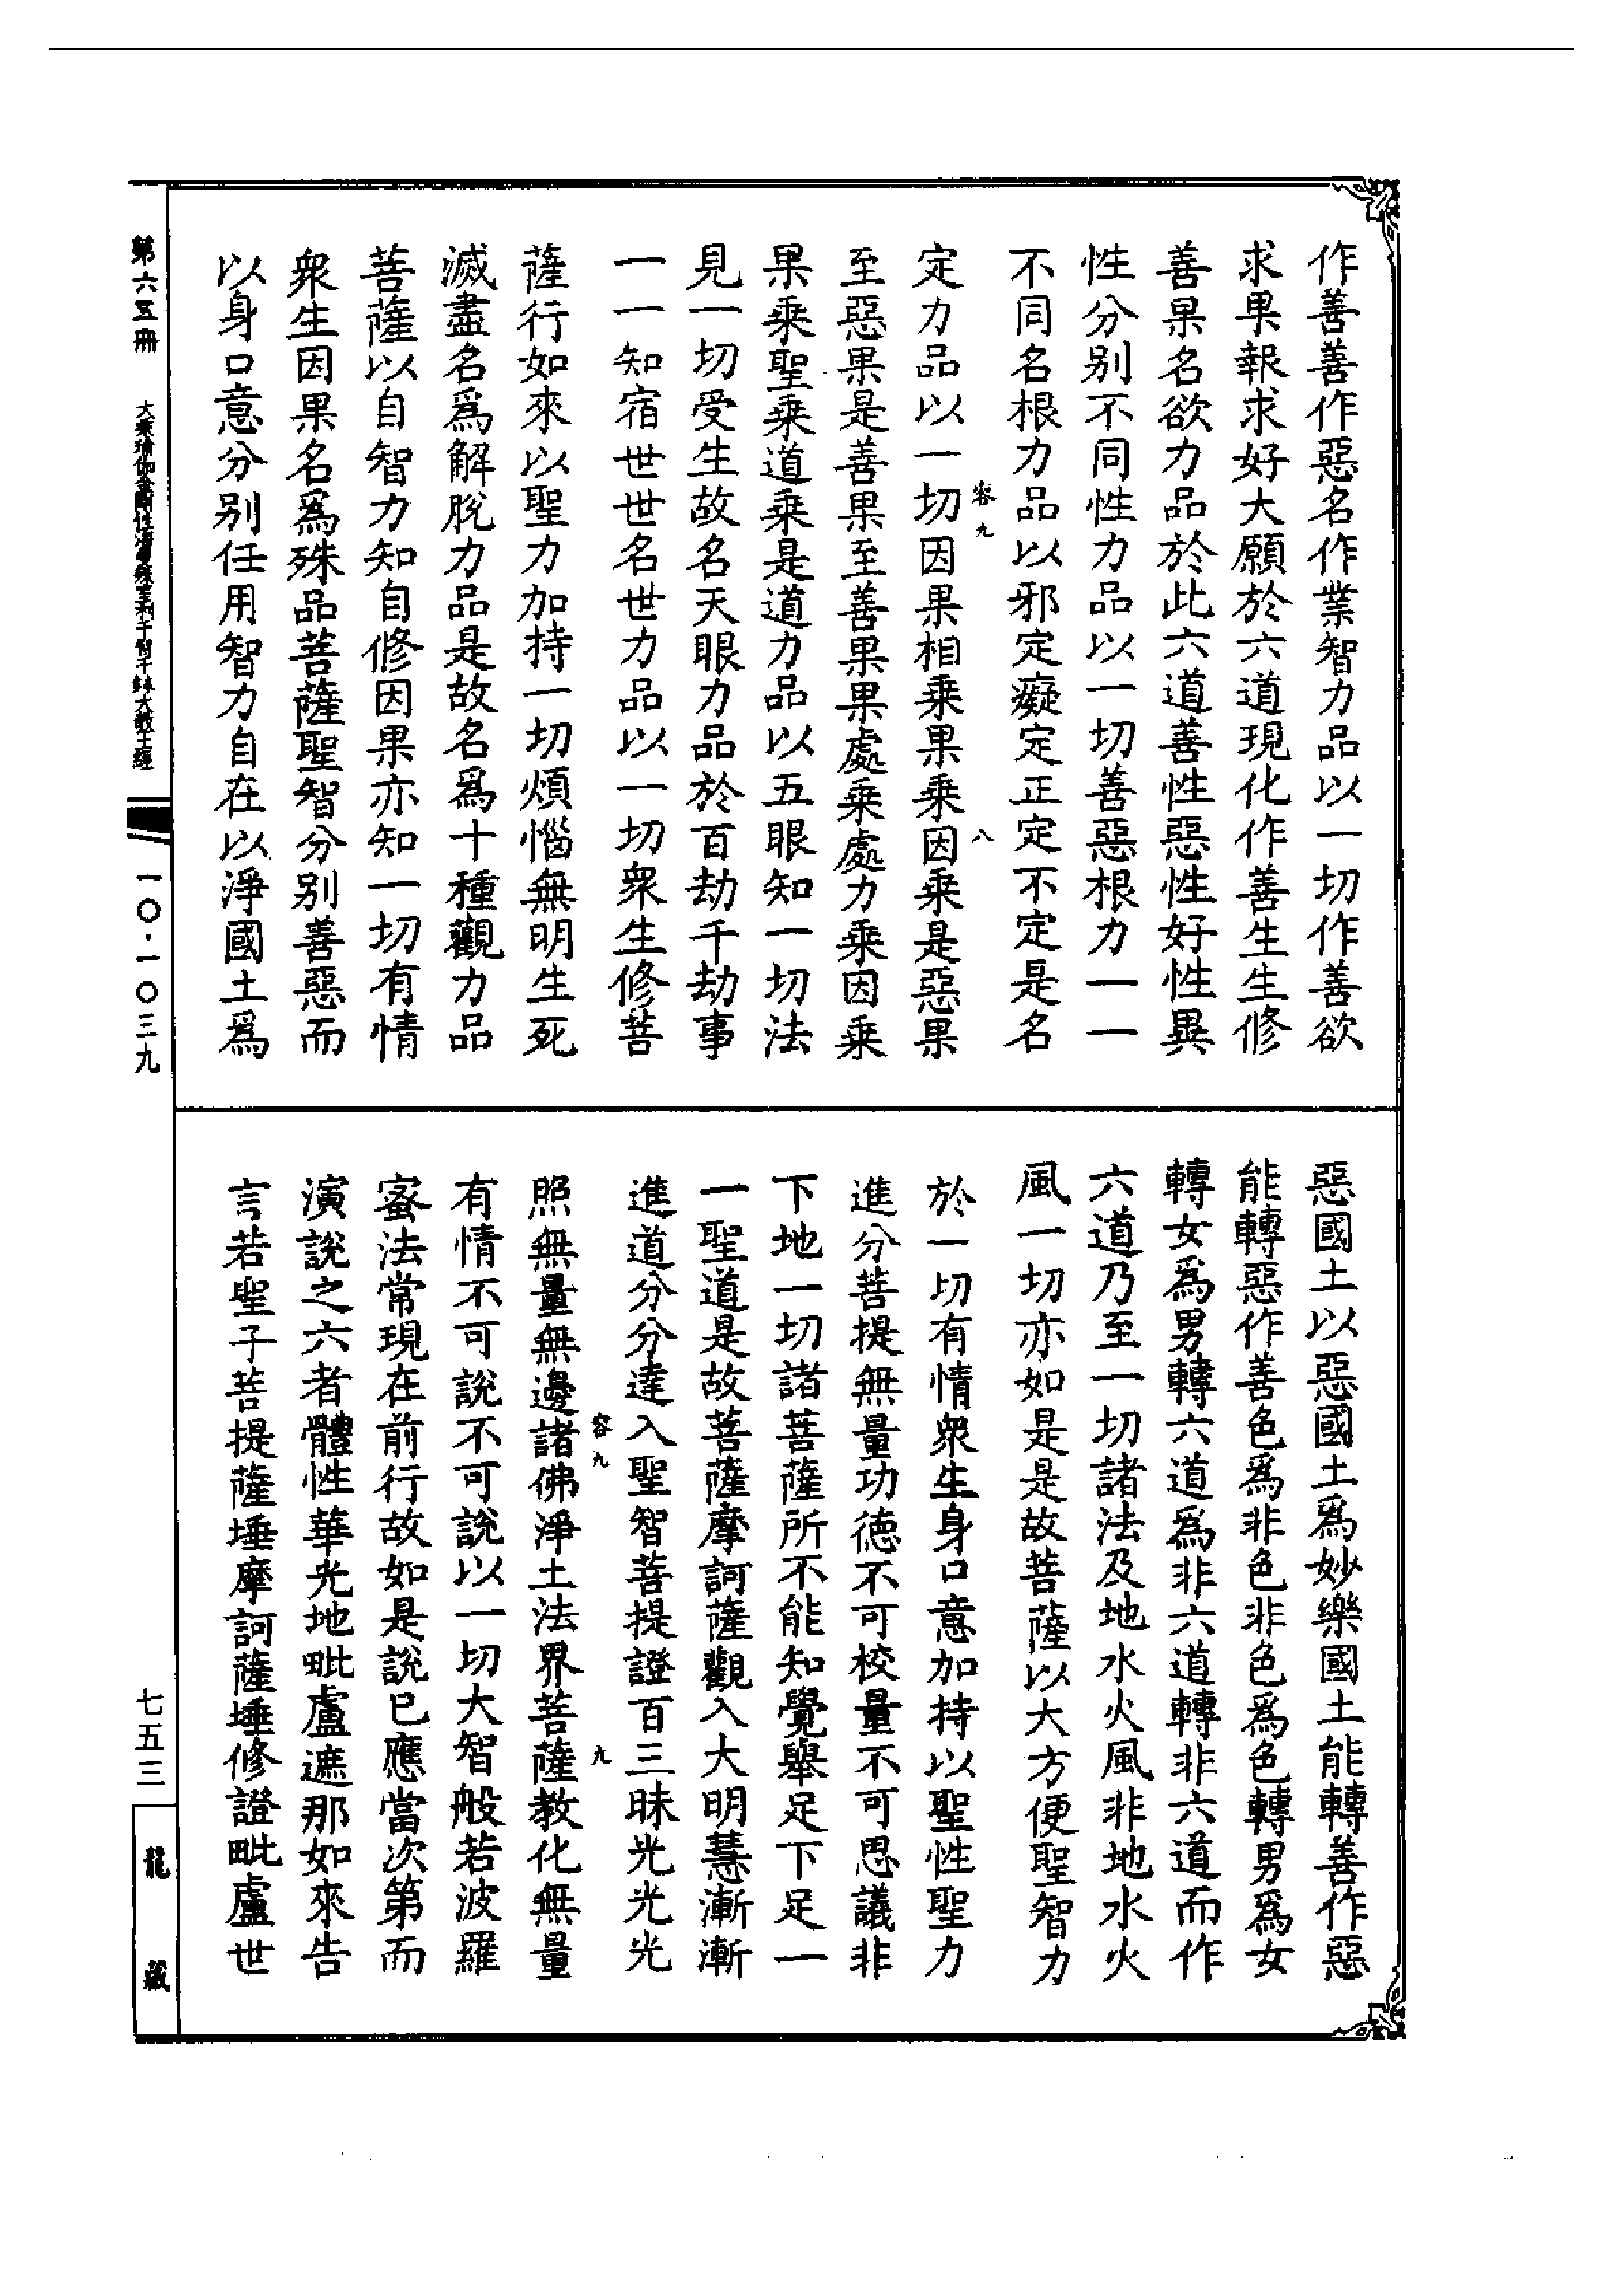 作善善作惡名作業智力品以一切作善欲
求果報求好大願於六道現化作善生生修
善果名欲力品於此六道善性惡性好性異
性分别不同性力品以一切善惡根力一一
不同名根力品以邪定癡定正定不定是名
容九 八
定力品以一切因果相乘果乘因乘是惡果
至惡果是善果至善果果處乘處力乘因乘
果乘聖乘道乘是道力品以五眼知一切法
見一切受生故名天眼力品於百劫千劫事
一一知宿世世名世力品以一切衆生修菩
薩行如來以聖力加持一切煩惱無明生死
滅盡名爲解脫力品是故名爲十種觀力品
菩薩以自智力知自修因果亦知一切有情
衆生因果名爲殊品菩薩聖智分别善惡而
以身口意分别任用智力自在以淨國土爲
惡國土以惡國土爲妙樂國土能轉善作惡
能轉惡作善色爲非色非色爲色轉男爲女
轉女爲男轉六道爲非六道轉非六道而作
六道乃至一切諸法及地水火風非地水火
風一切亦如是是故菩薩以大方便聖智力
於一切有情衆生身口意加持以聖性聖力
進分菩提無量功德不可校量不可思議非
下地一切諸菩薩所不能知覺舉足下足一
一聖道是故菩薩摩訶薩觀入大明慧漸漸
進道分分達入聖智菩提證百三昧光光光
容九 九
照無量無邊諸佛淨土法界菩薩教化無量
有情不可說不可說以一切大智般若波羅
蜜法常現在前行故如是說已應當次第而
演說之六者體性華光地毗盧遮那如來告
言若聖子菩提薩埵摩訶薩埵修證毗盧世
第六五冊 大乘瑜伽金剛性海曼殊室利千臂千鉢大教王經 一〇·一〇三九 七五三 龍藏